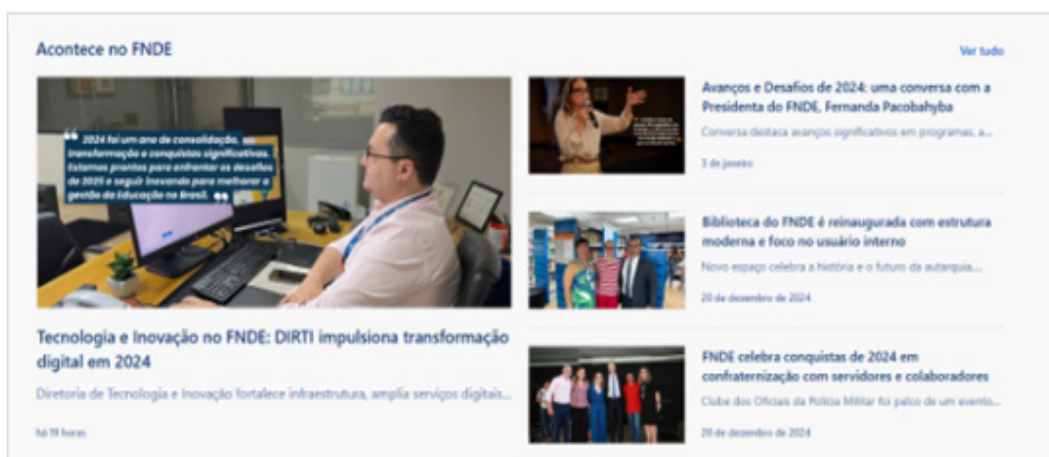 Acontece no FNDE
Ver tudo
2024 foi um ano de consolidação,
transformação e conquistas significativas.
Estamos prontos para enfrentar os desafios
de 2025 e seguir inovando para melhorar a
gestão da Educação no Brasil.
Tecnologia e Inovação no FNDE: DIRTI impulsiona transformação
digital em 2024
Diretoria de Tecnologia e Inovação fortalece infraestrutura, amplia serviços digitais...
há 19 horas
Avanços e Desafios de 2024: uma conversa com a
Presidenta do FNDE, Fernanda Pacobahyba
Conversa destaca avanços significativos em programas, a...
3 de janeiro
Biblioteca do FNDE é reinaugurada com estrutura
moderna e foco no usuário interno
Novo espaço celebra a história e o futuro da autarquia....
20 de dezembro de 2024
FNDE celebra conquistas de 2024 em
confraternização com servidores e colaboradores
Clube dos Oficiais da Polícia Militar foi palco de um evento...
20 de dezembro de 2024